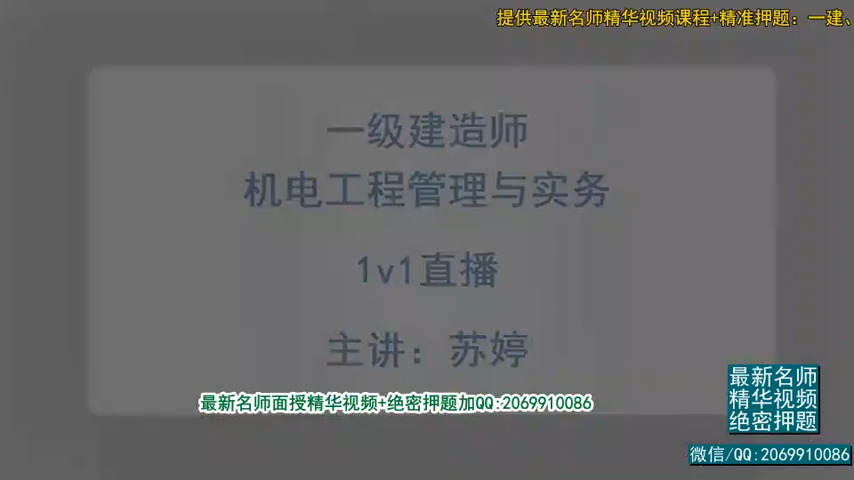 提供最新名师精华视频课程+精准押题：一建、
一级建造师
机电工程管理与实务
1v1直播
主讲：苏婷
最新名师面授精华视频+绝密押题加QQ:2069910086
最新名师
精华视频
绝密押题
微信/QQ:2069910086